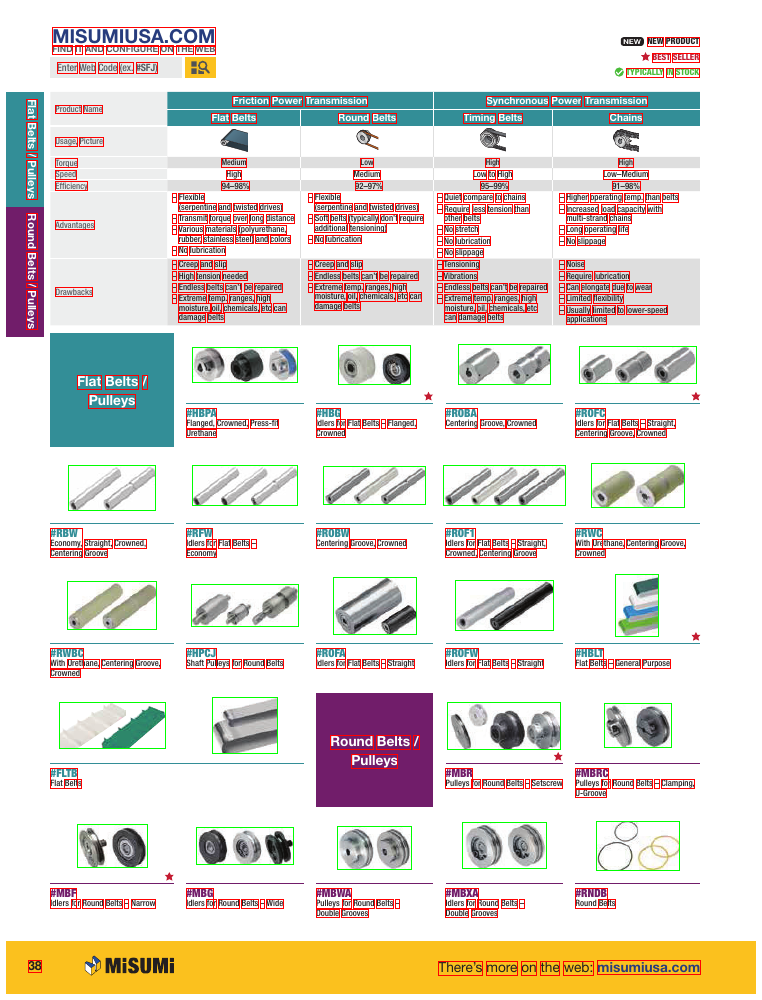 MISUMIUSA.COM
FIND IT AND CONFIGURE ON THE WEB
Enter Web Code (ex. #SFJ)
NEW NEW PRODUCT
BEST SELLER
TYPICALLY IN STOCK
Flat Belts / Pulleys
Round Belts / Pulleys
Product Name
Friction Power Transmission
Synchronous Power Transmission
Flat Belts
Round Belts
Timing Belts
Chains
Usage, Picture
Torque Medium Low High High
Speed High Medium Low to High Low–Medium
Efficiency 94–98% 92–97% 95–99% 91–98%
Advantages
– Flexible
(serpentine and twisted drives)
– transmit torque over long distance
– Various materials (polyurethane,
rubber, stainless steel) and colors
– No lubrication
– Flexible
(serpentine and twisted drives)
– Soft belts (typically don't require
additional tensioning)
– No lubrication
– Quiet compare to chains
– Require less tension than
other belts
– No stretch
– No lubrication
– No slippage
– Higher operating temp. than belts
– Increased load capacity with
multi-strand chains
– Long operating life
– No slippage
Drawbacks
– Creep and slip
– High tension needed
– Endless belts can't be repaired
– Extreme temp. ranges, high
moisture, oil, chemicals, etc can
damage belts
– Creep and slip
– Endless belts can't be repaired
– Extreme temp. ranges, high
moisture, oil, chemicals, etc can
damage belts
– Tensioning
– Vibrations
– Endless belts can't be repaired
– Extreme temp. ranges, high
moisture, oil, chemicals, etc
can damage belts
– Noise
– Require lubrication
– Can elongate due to wear
– Limited flexibility
– Usually limited to lower-speed
applications
Flat Belts /
Pulleys
#HBPA
Flanged, Crowned, Press-fit
Urethane
#HBG
Idlers for Flat Belts – Flanged,
Crowned
#ROBA
Centering Groove, Crowned
#ROFC
Idlers for Flat Belts – Straight,
Centering Groove, Crowned
#RBW
Economy, Straight, Crowned,
Centering Groove
#RFW
Idlers for Flat Belts –
Economy
#ROBW
Centering Groove, Crowned
#ROF1
Idlers for Flat Belts – Straight,
Crowned, Centering Groove
#RWC
With Urethane, Centering Groove,
Crowned
#RWBC
With Urethane, Centering Groove,
Crowned
#HPCJ
Shaft Pulleys for Round Belts
#ROFA
Idlers for Flat Belts – Straight
#ROFW
Idlers for Flat Belts – Straight
#HBLT
Flat Belts – General Purpose
#FLTB
Flat Belts
Round Belts /
Pulleys
#MBR
Pulleys for Round Belts – Setscrew
#MBRC
Pulleys for Round Belts – Clamping,
U-Groove
#MBF
Idlers for Round Belts – Narrow
#MBG
Idlers for Round Belts – Wide
#MBWA
Pulleys for Round Belts –
Double Grooves
#MBXA
Idlers for Round Belts –
Double Grooves
#RNDB
Round Belts
38
MiSUMi
There's more on the web: misumiusa.com